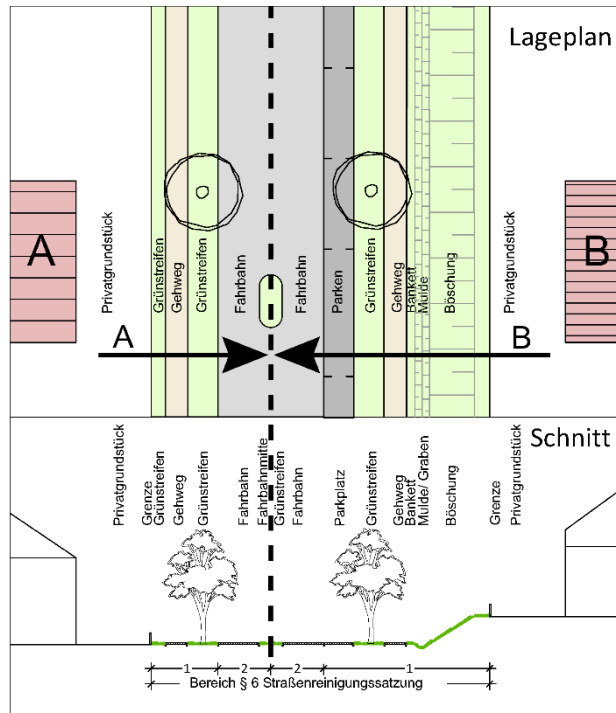 Lageplan
A
B
Privatgrundstück
Grünstreifen
Gehweg
Grünstreifen
Fahrbahn
Fahrbahn
Parken
Grünstreifen
Gehweg
Bankett
Mulde
Böschung
Privatgrundstück
A
B
Schnitt
Privatgrundstück
Grenze
Grünstreifen
Gehweg
Grünstreifen
Fahrbahn
Fahrbahnmitte
Grünstreifen
Fahrbahn
Parkplatz
Grünstreifen
Gehweg
Bankett
Mulde/ Graben
Böschung
Grenze
Privatgrundstück
1 2 2 1
Bereich § 6 Straßenreinigungssatzung